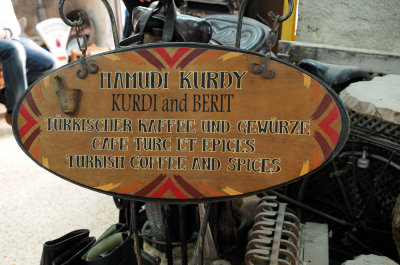 HAMUDI KURDY
KURDI and BERIT
TÜRKISCHER KAFFEE UND GEWÜRZE
CAFE TURC ET EPICES
TURKISH COFFEE AND SPICES